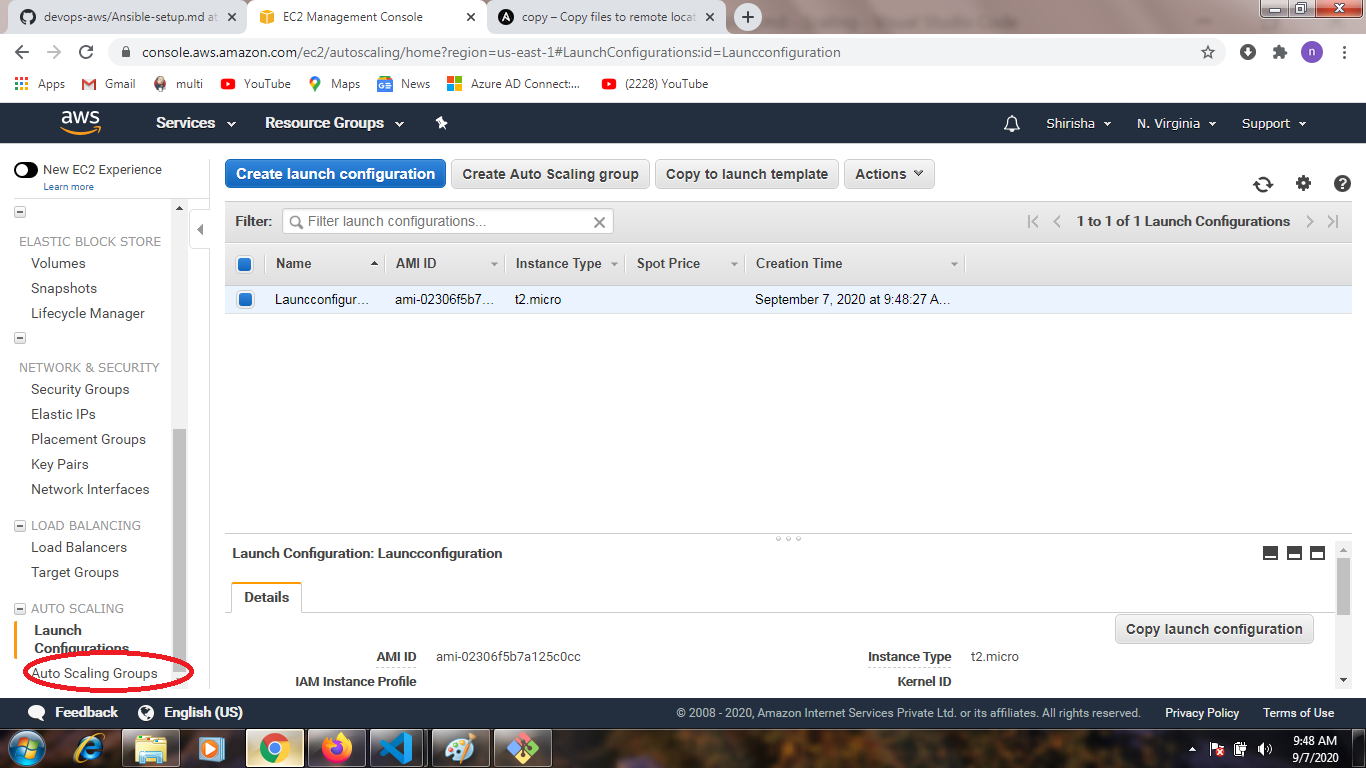 devops-aws/Ansible-setup.md at
EC2 Management Console
copy – Copy files to remote locat
console.aws.amazon.com/ec2/autoscaling/home?region=us-east-1#LaunchConfigurations:id=Launcconfiguration
n
Apps Gmail multi YouTube Maps News Azure AD Connect:... (2228) YouTube
aws Services Resource Groups Shirisha N. Virginia Support
New EC2 Experience
Learn more
ELASTIC BLOCK STORE
Volumes
Snapshots
Lifecycle Manager
NETWORK & SECURITY
Security Groups
Elastic IPs
Placement Groups
Key Pairs
Network Interfaces
LOAD BALANCING
Load Balancers
Target Groups
AUTO SCALING
Launch
Configurations
Auto Scaling Groups
Create launch configuration Create Auto Scaling group Copy to launch template Actions
Filter: Filter launch configurations... 1 to 1 of 1 Launch Configurations
Name AMI ID Instance Type Spot Price Creation Time
Launcconfigur... ami-02306f5b7... t2.micro September 7, 2020 at 9:48:27 A...
Launch Configuration: Launcconfiguration
Details
Copy launch configuration
AMI ID ami-02306f5b7a125c0cc Instance Type t2.micro
IAM Instance Profile Kernel ID
Feedback English (US) © 2008 - 2020, Amazon Internet Services Private Ltd. or its affiliates. All rights reserved. Privacy Policy Terms of Use
9:48 AM
9/7/2020